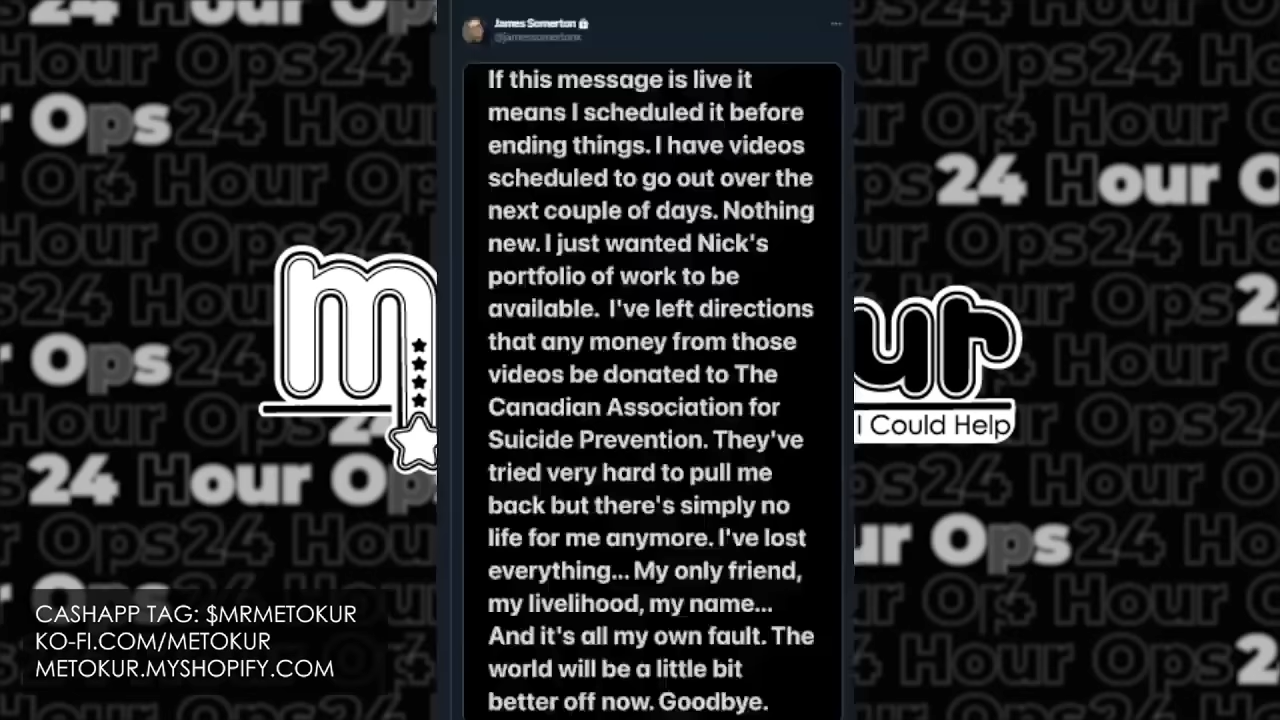 James Somerton
@jamessomerton
If this message is live it
means I scheduled it before
ending things. I have videos
scheduled to go out over the
next couple of days. Nothing
new. I just wanted Nick's
portfolio of work to be
available.  I've left directions
that any money from those
videos be donated to The
Canadian Association for
Suicide Prevention. They've
tried very hard to pull me
back but there's simply no
life for me anymore. I've lost
everything... My only friend,
my livelihood, my name...
And it's all my own fault. The
world will be a little bit
better off now. Goodbye.
m
ur
I Could Help
24 Hour Ops
CASHAPP TAG: $MRMETOKUR
KO-FI.COM/METOKUR
METOKUR.MYSHOPIFY.COM